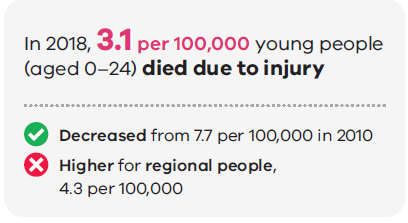 In 2018, 3.1 per 100,000 young people
(aged 0–24) died due to injury
Decreased from 7.7 per 100,000 in 2010
Higher for regional people,
4.3 per 100,000